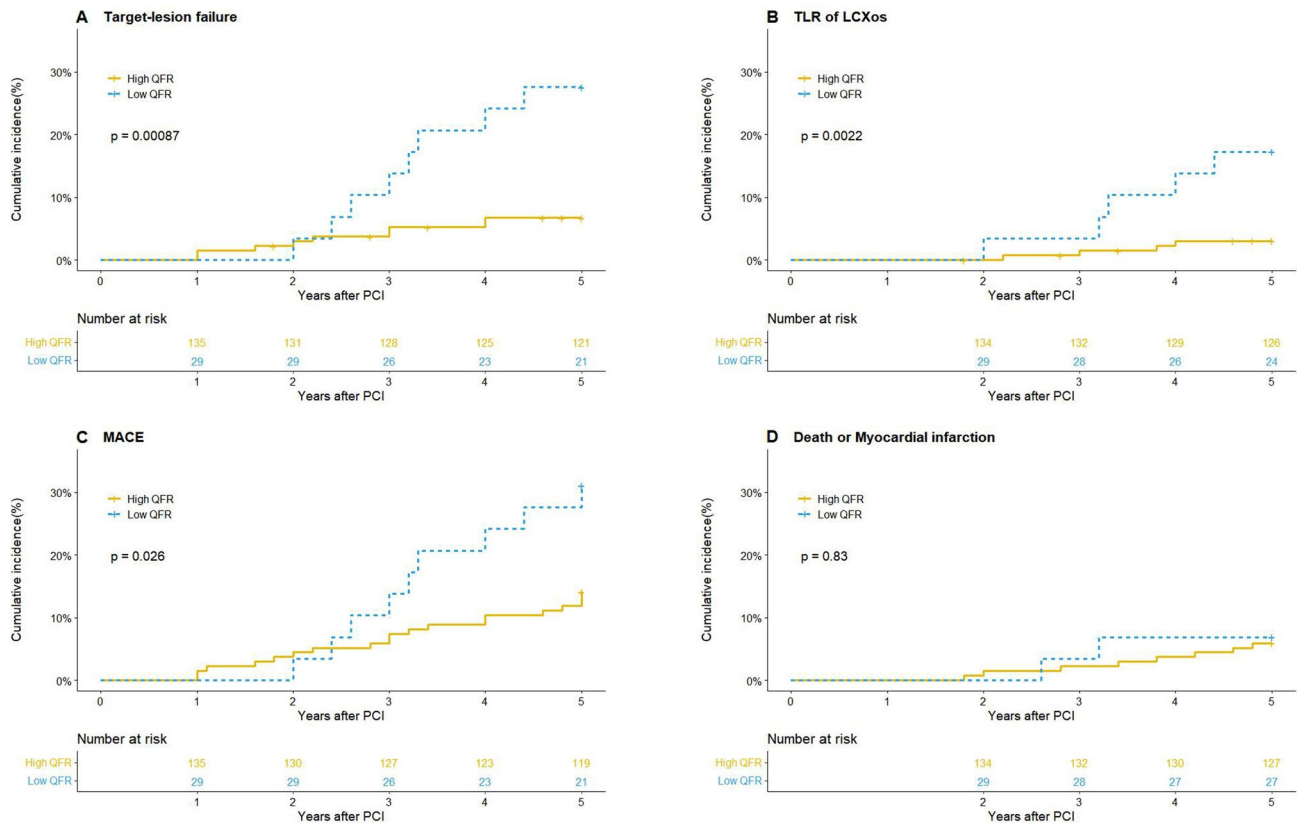 A Target-lesion failure
Cumulative incidence(%)
30%
20%
10%
0%
High QFR
Low QFR
p = 0.00087
0 1 2 3 4 5
Years after PCI
Number at risk
High QFR 135 131 128 125 121
Low QFR 29 29 26 23 21
1 2 3 4 5
Years after PCI
B TLR of LCXos
Cumulative incidence(%)
30%
20%
10%
0%
High QFR
Low QFR
p = 0.0022
0 1 2 3 4 5
Years after PCI
Number at risk
High QFR 134 132 129 126
Low QFR 29 28 26 24
2 3 4 5
Years after PCI
C MACE
Cumulative incidence(%)
30%
20%
10%
0%
High QFR
Low QFR
p = 0.026
0 1 2 3 4 5
Years after PCI
Number at risk
High QFR 135 130 127 123 119
Low QFR 29 29 26 23 21
1 2 3 4 5
Years after PCI
D Death or Myocardial infarction
Cumulative incidence(%)
30%
20%
10%
0%
High QFR
Low QFR
p = 0.83
0 1 2 3 4 5
Years after PCI
Number at risk
High QFR 134 132 130 127
Low QFR 29 28 27 27
2 3 4 5
Years after PCI